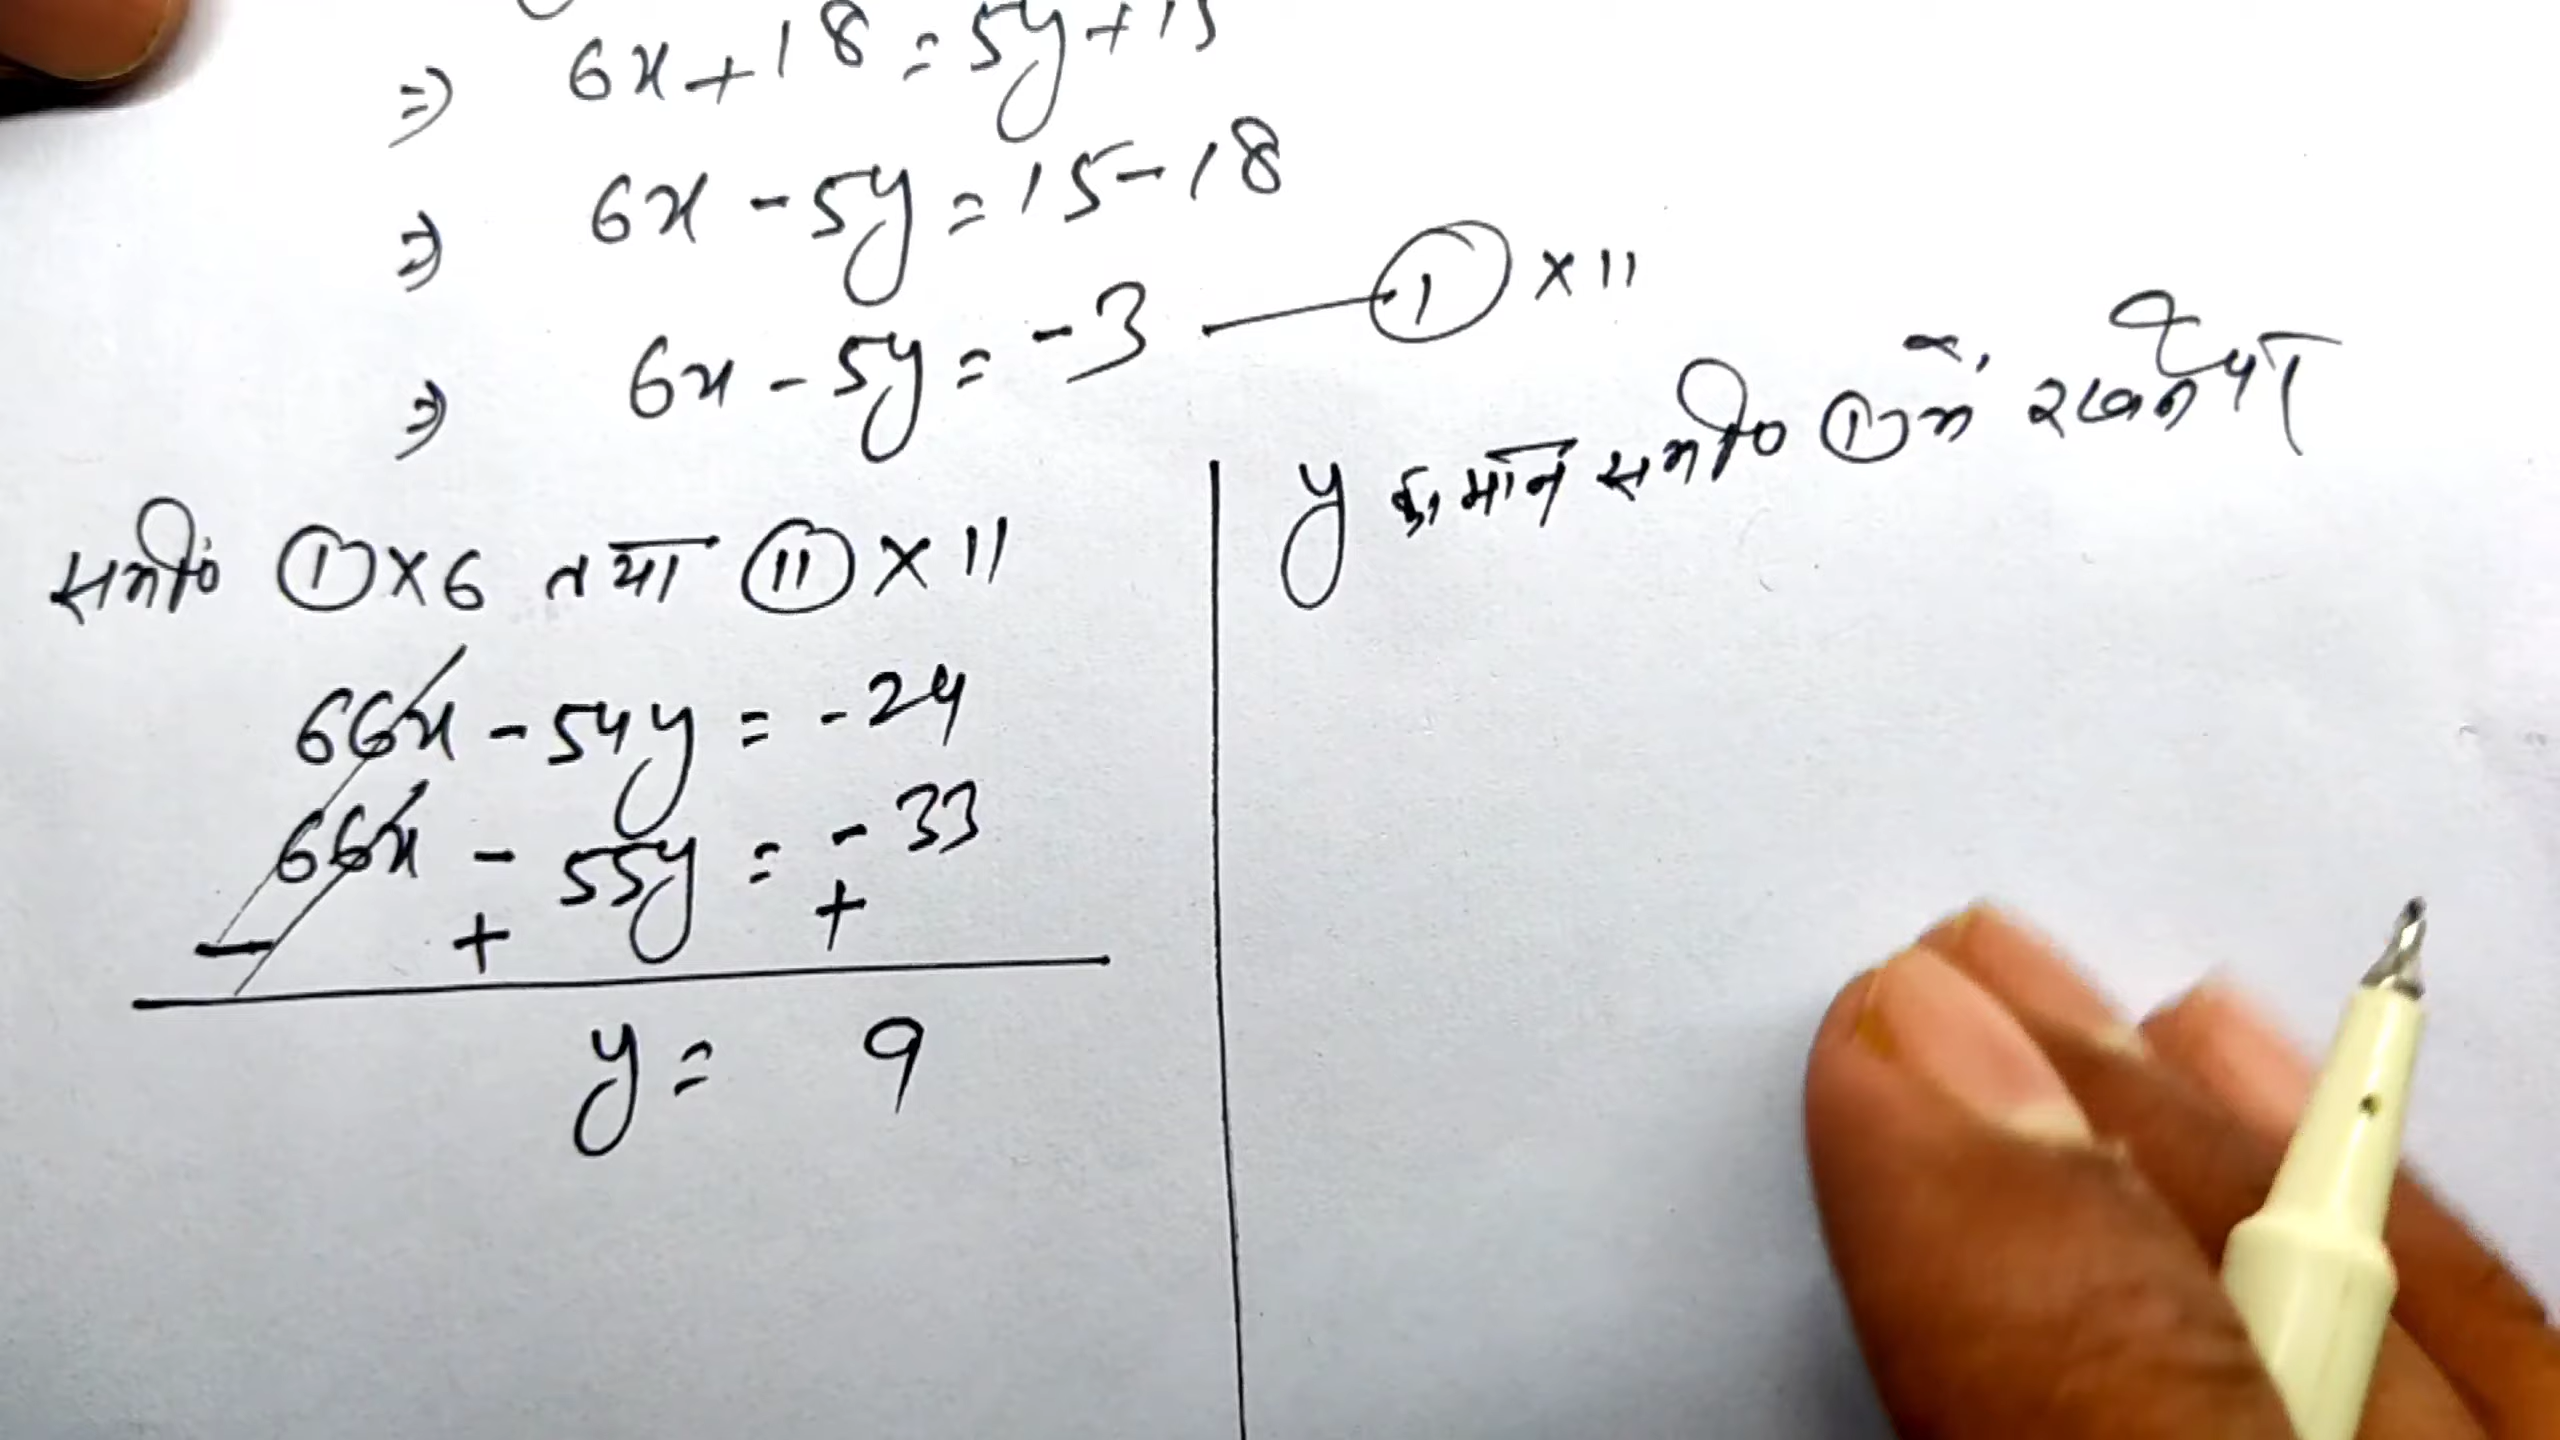 ⇒ 6x+18=5y+15
⇒ 6x-5y=15-18
⇒ 6x-5y=-3 — ① ×11
समी० ①×6 तथा ⑪×11
66x-54y=-24
66x-55y=-33
- + +
y= 9
y का मान समी० ① में रखने पर